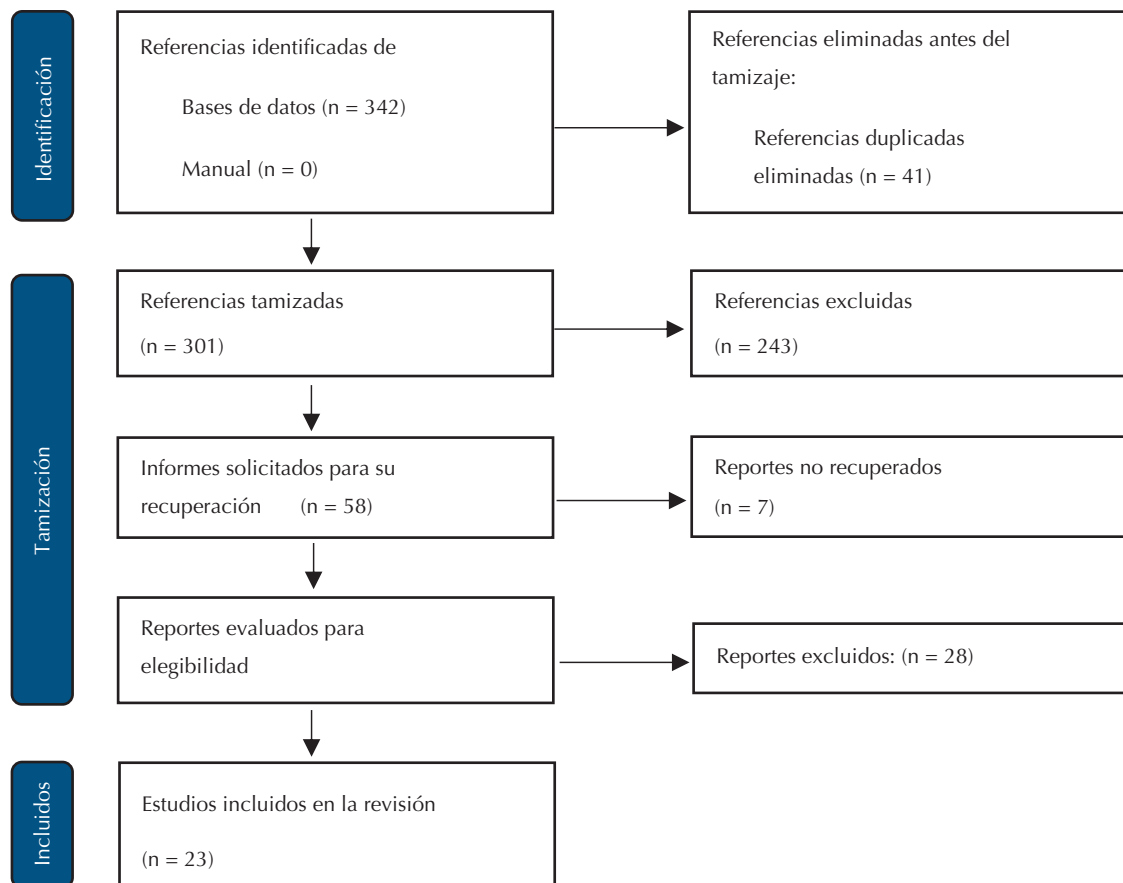 Identificación
Referencias identificadas de
Bases de datos (n = 342)
Manual (n = 0)
Referencias eliminadas antes del
tamizaje:
Referencias duplicadas
eliminadas (n = 41)
Tamización
Referencias tamizadas
(n = 301)
Referencias excluidas
(n = 243)
Informes solicitados para su
recuperación (n = 58)
Reportes no recuperados
(n = 7)
Reportes evaluados para
elegibilidad
Reportes excluidos: (n = 28)
Incluidos
Estudios incluidos en la revisión
(n = 23)